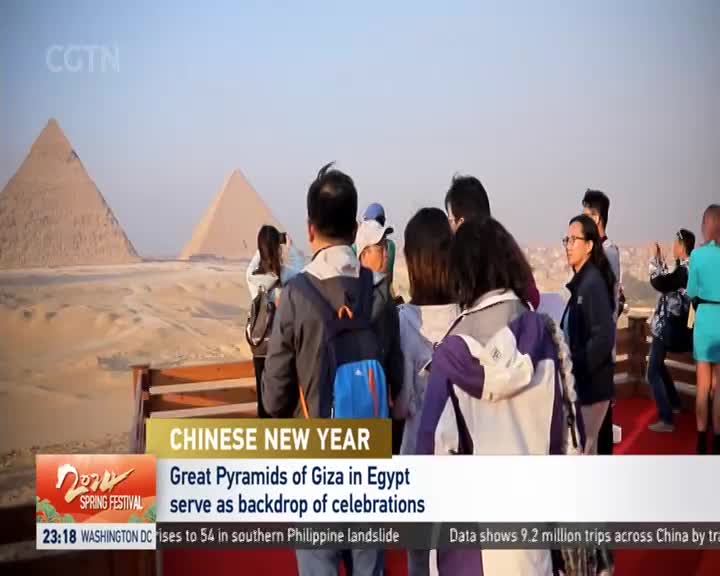 CGTN
CHINESE NEW YEAR
Great Pyramids of Giza in Egypt
serve as backdrop of celebrations
2024
SPRING FESTIVAL
23:18 WASHINGTON DC
rises to 54 in southern Philippine landslide Data shows 9.2 million trips across China by tra